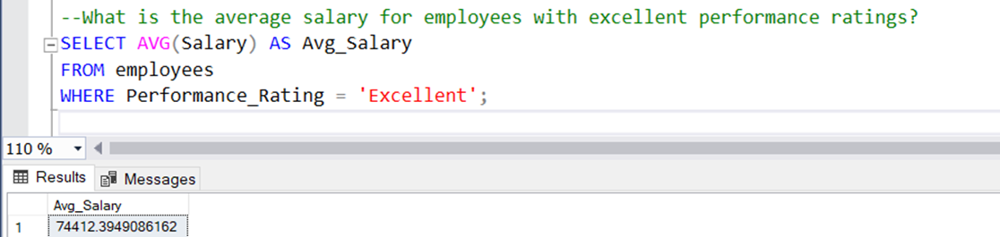 --What is the average salary for employees with excellent performance ratings?
SELECT AVG(Salary) AS Avg_Salary
FROM employees
WHERE Performance_Rating = 'Excellent';
110 %
Results Messages
Avg_Salary
1 74412.3949086162